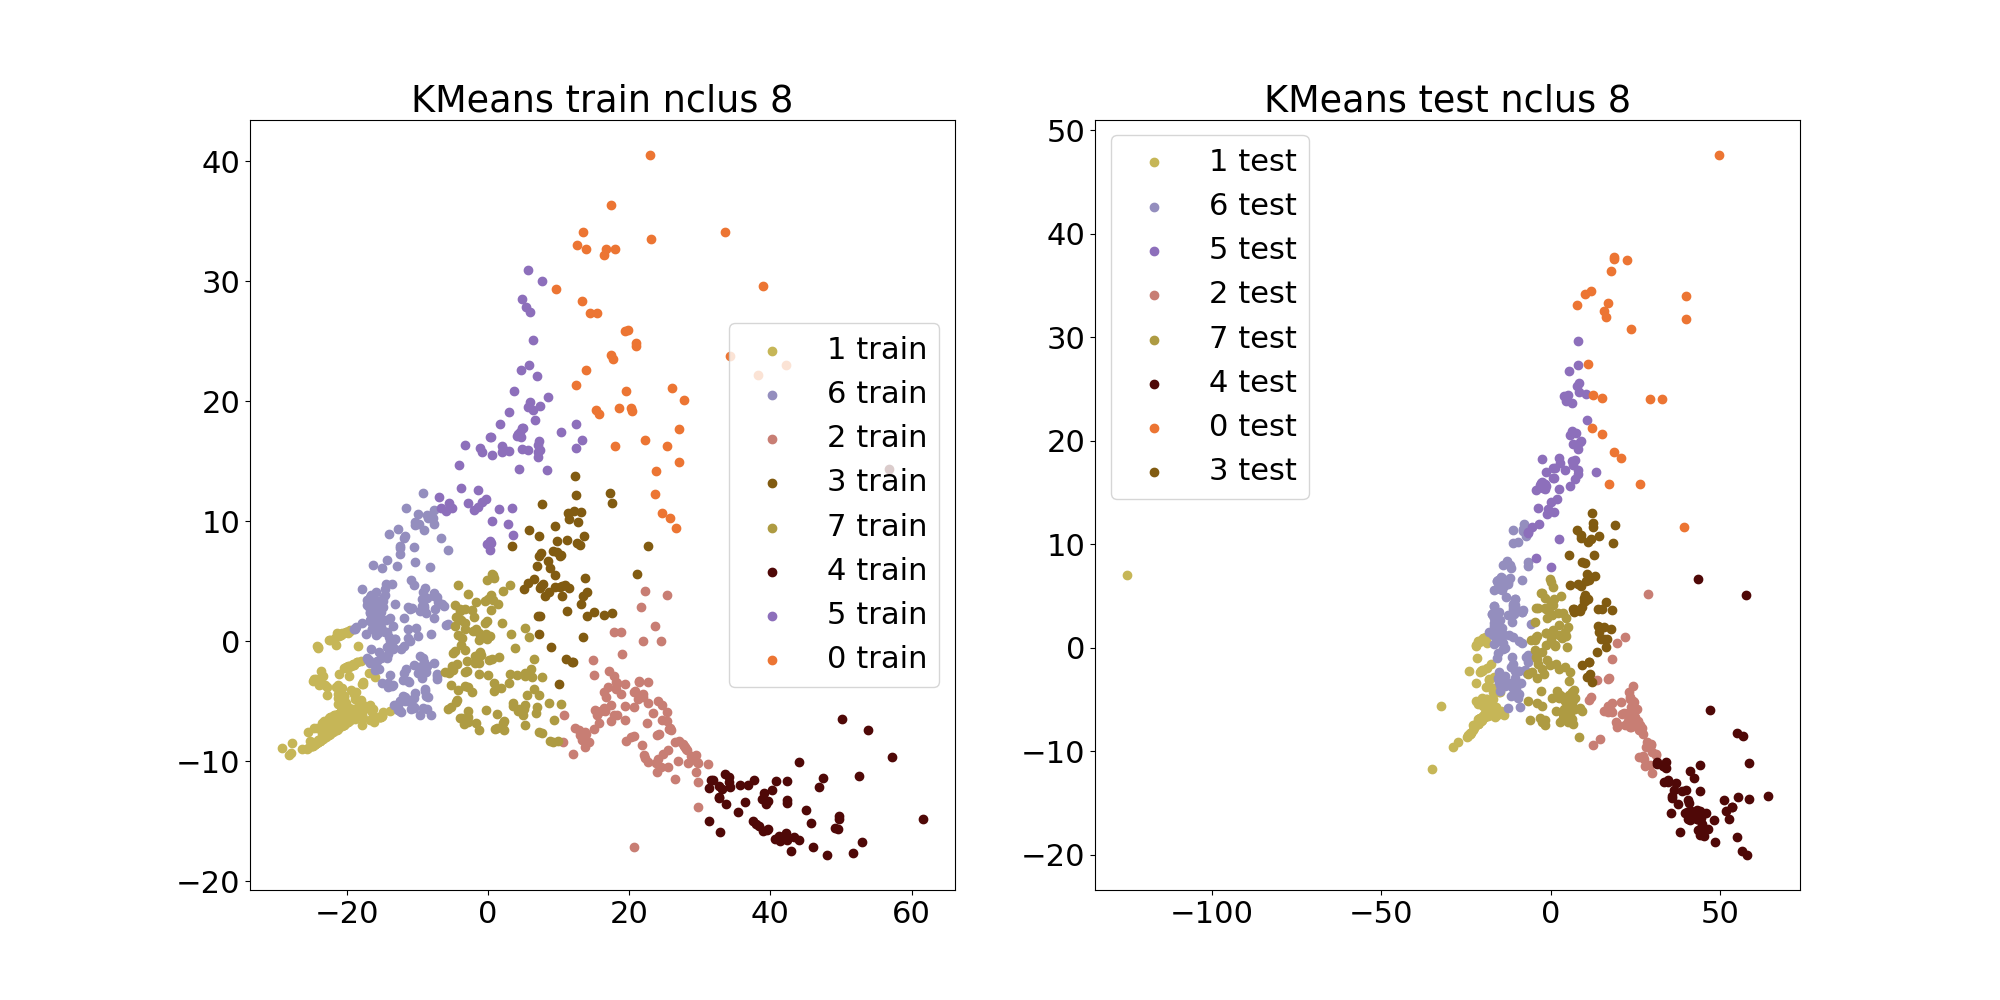 KMeans train nclus 8
40
30
20
10
0
−10
−20
−20 0 20 40 60
1 train
6 train
2 train
3 train
7 train
4 train
5 train
0 train
KMeans test nclus 8
50
40
30
20
10
0
−10
−20
−100 −50 0 50
1 test
6 test
5 test
2 test
7 test
4 test
0 test
3 test